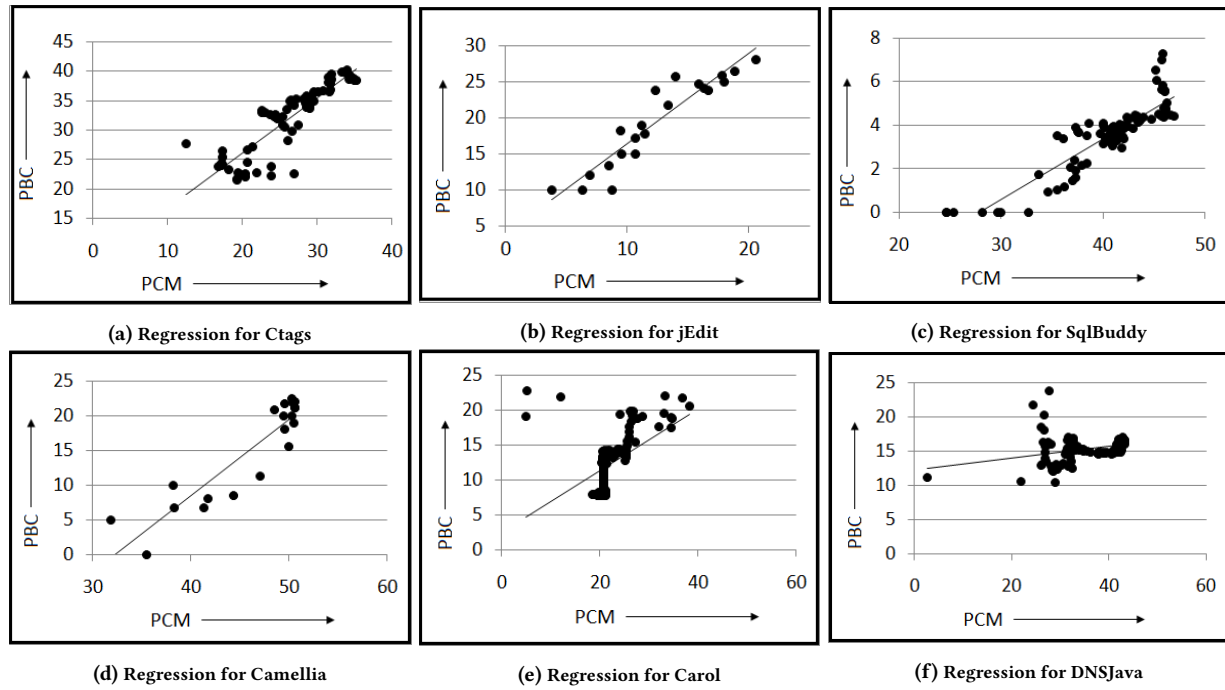 45
40
35
30
25
20
15
0 10 20 30 40
PBC
PCM
(a) Regression for Ctags
30
25
20
15
10
5
0 10 20
PBC
PCM
(b) Regression for jEdit
8
6
4
2
0
20 30 40 50
PBC
PCM
(c) Regression for SqlBuddy
25
20
15
10
5
0
30 40 50 60
PBC
PCM
(d) Regression for Camellia
25
20
15
10
5
0
0 20 40 60
PBC
PCM
(e) Regression for Carol
25
20
15
10
5
0
0 20 40 60
PBC
PCM
(f) Regression for DNSJava